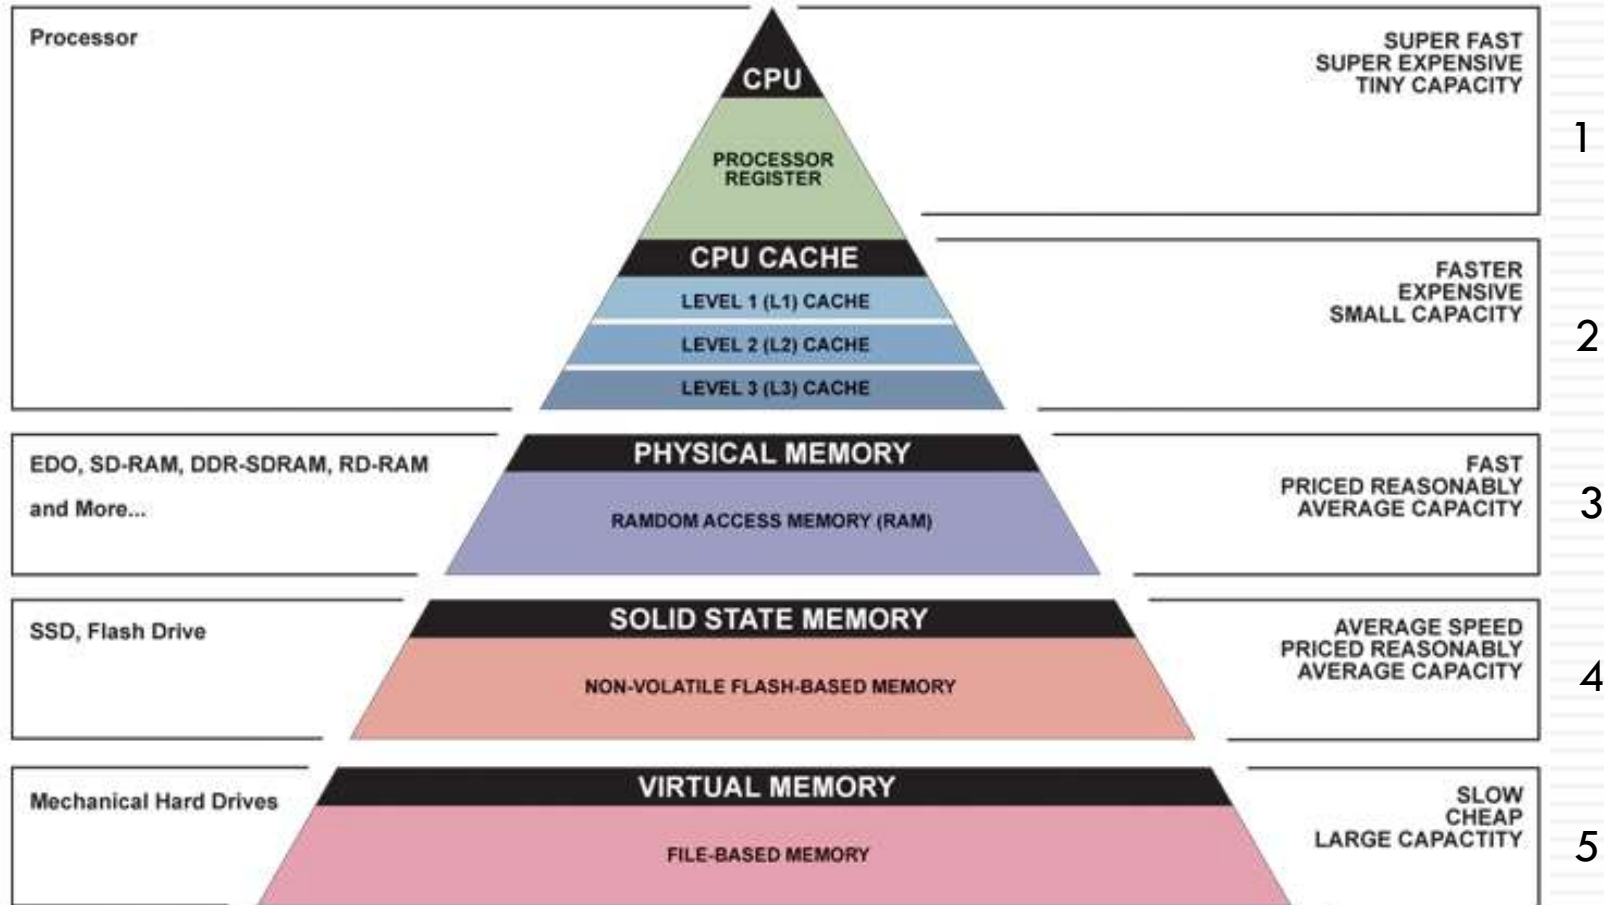 Processor
CPU
PROCESSOR
REGISTER
SUPER FAST
SUPER EXPENSIVE
TINY CAPACITY
1
CPU CACHE
LEVEL 1 (L1) CACHE
LEVEL 2 (L2) CACHE
LEVEL 3 (L3) CACHE
FASTER
EXPENSIVE
SMALL CAPACITY
2
EDO, SD-RAM, DDR-SDRAM, RD-RAM
and More...
PHYSICAL MEMORY
RAMDOM ACCESS MEMORY (RAM)
FAST
PRICED REASONABLY
AVERAGE CAPACITY
3
SSD, Flash Drive
SOLID STATE MEMORY
NON-VOLATILE FLASH-BASED MEMORY
AVERAGE SPEED
PRICED REASONABLY
AVERAGE CAPACITY
4
Mechanical Hard Drives
VIRTUAL MEMORY
FILE-BASED MEMORY
SLOW
CHEAP
LARGE CAPACTITY
5